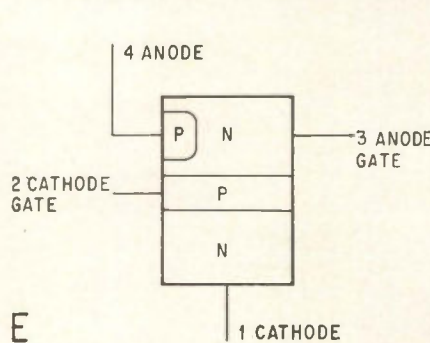 4 ANODE
P N
3 ANODE
GATE
2 CATHODE
GATE
P
N
E
1 CATHODE